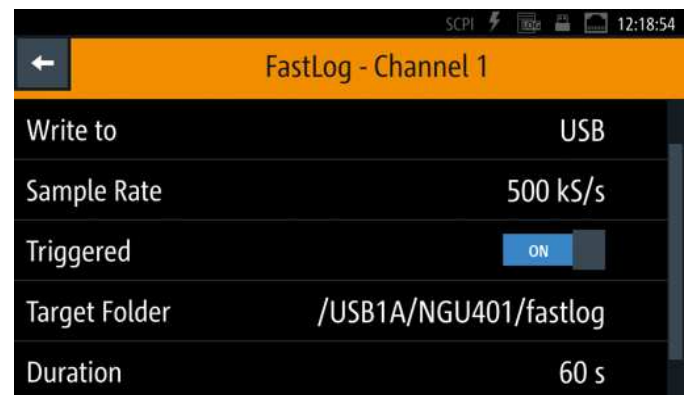 SCPI LOG 12:18:54
FastLog - Channel 1
Write to USB
Sample Rate 500 kS/s
Triggered ON
Target Folder /USB1A/NGU401/fastlog
Duration 60 s